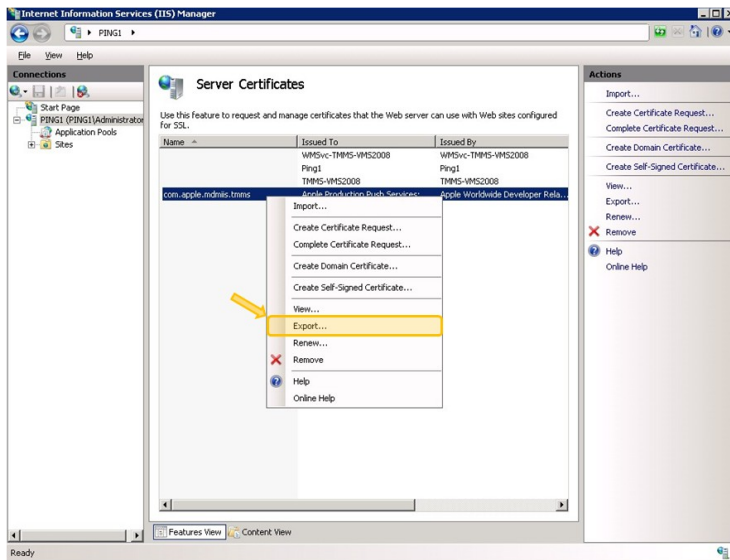 Internet Information Services (IIS) Manager
PING1
File View Help
Connections
Start Page
PING1 (PING1\Administrator
Application Pools
Sites
Server Certificates
Use this feature to request and manage certificates that the Web server can use with Web sites configured
for SSL.
Name Issued To Issued By
WMSvc-TMMS-VMS2008 WMSvc-TMMS-VMS2008
Ping1 Ping1
TMMS-VMS2008 TMMS-VMS2008
com.apple.mdmiis.tmms Apple Production Push Services: Apple Worldwide Developer Rela...
Import...
Create Certificate Request...
Complete Certificate Request...
Create Domain Certificate...
Create Self-Signed Certificate...
View...
Export...
Renew...
Remove
Help
Online Help
Features View Content View
Actions
Import...
Create Certificate Request...
Complete Certificate Request...
Create Domain Certificate...
Create Self-Signed Certificate...
View...
Export...
Renew...
Remove
Help
Online Help
Ready